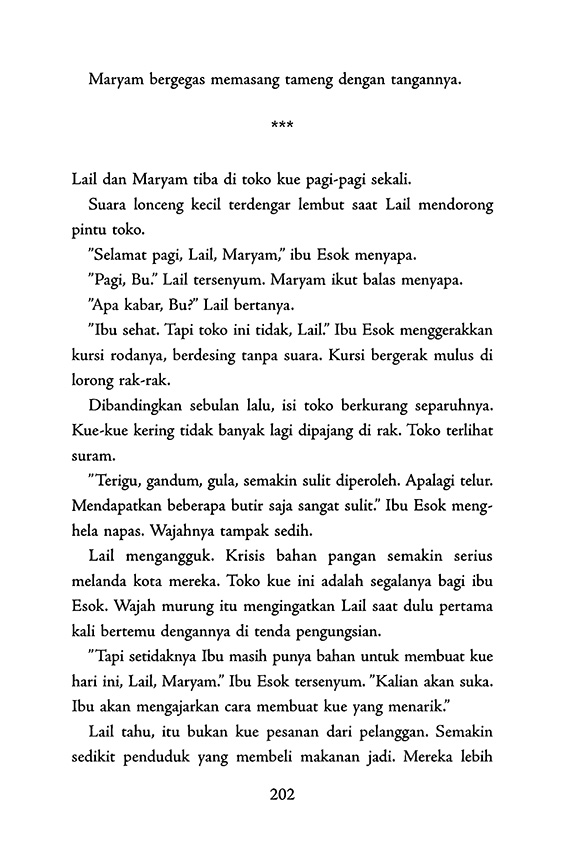 Maryam bergegas memasang tameng dengan tangannya.
***
Lail dan Maryam tiba di toko kue pagi-pagi sekali.
Suara lonceng kecil terdengar lembut saat Lail mendorong
pintu toko.
”Selamat pagi, Lail, Maryam,” ibu Esok menyapa.
”Pagi, Bu.” Lail tersenyum. Maryam ikut balas menyapa.
”Apa kabar, Bu?” Lail bertanya.
”Ibu sehat. Tapi toko ini tidak, Lail.” Ibu Esok menggerakkan
kursi rodanya, berdesing tanpa suara. Kursi bergerak mulus di
lorong rak-rak.
Dibandingkan sebulan lalu, isi toko berkurang separuhnya.
Kue-kue kering tidak banyak lagi dipajang di rak. Toko terlihat
suram.
”Terigu, gandum, gula, semakin sulit diperoleh. Apalagi telur.
Mendapatkan beberapa butir saja sangat sulit.” Ibu Esok meng-
hela napas. Wajahnya tampak sedih.
Lail mengangguk. Krisis bahan pangan semakin serius
melanda kota mereka. Toko kue ini adalah segalanya bagi ibu
Esok. Wajah murung itu mengingatkan Lail saat dulu pertama
kali bertemu dengannya di tenda pengungsian.
”Tapi setidaknya Ibu masih punya bahan untuk membuat kue
hari ini, Lail, Maryam.” Ibu Esok tersenyum. ”Kalian akan suka.
Ibu akan mengajarkan cara membuat kue yang menarik.”
Lail tahu, itu bukan kue pesanan dari pelanggan. Semakin
sedikit penduduk yang membeli makanan jadi. Mereka lebih
202